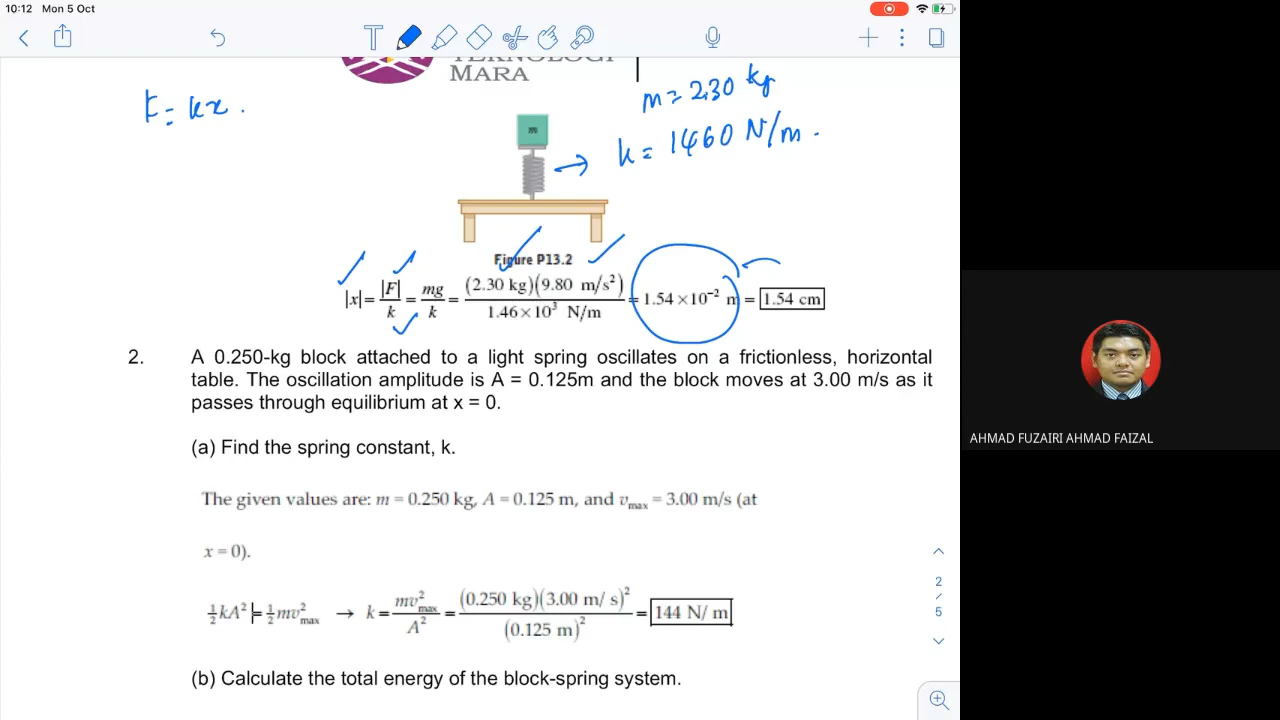 10:12 Mon 5 Oct
TEKNOLOGI
MARA
F = kx.
m = 2.30 kg
k = 1460 N/m.
m
Figure P13.2
|x| = |F|/k = mg/k = (2.30 kg)(9.80 m/s²)/1.46×10³ N/m = 1.54×10⁻² m = 1.54 cm
2. A 0.250-kg block attached to a light spring oscillates on a frictionless, horizontal
table. The oscillation amplitude is A = 0.125m and the block moves at 3.00 m/s as it
passes through equilibrium at x = 0.
(a) Find the spring constant, k.
The given values are: m = 0.250 kg, A = 0.125 m, and vmax = 3.00 m/s (at
x = 0).
½kA² = ½mv²max → k = mv²max/A² = (0.250 kg)(3.00 m/ s)²/(0.125 m)² = 144 N/ m
(b) Calculate the total energy of the block-spring system.
2
/
5
AHMAD FUZAIRI AHMAD FAIZAL